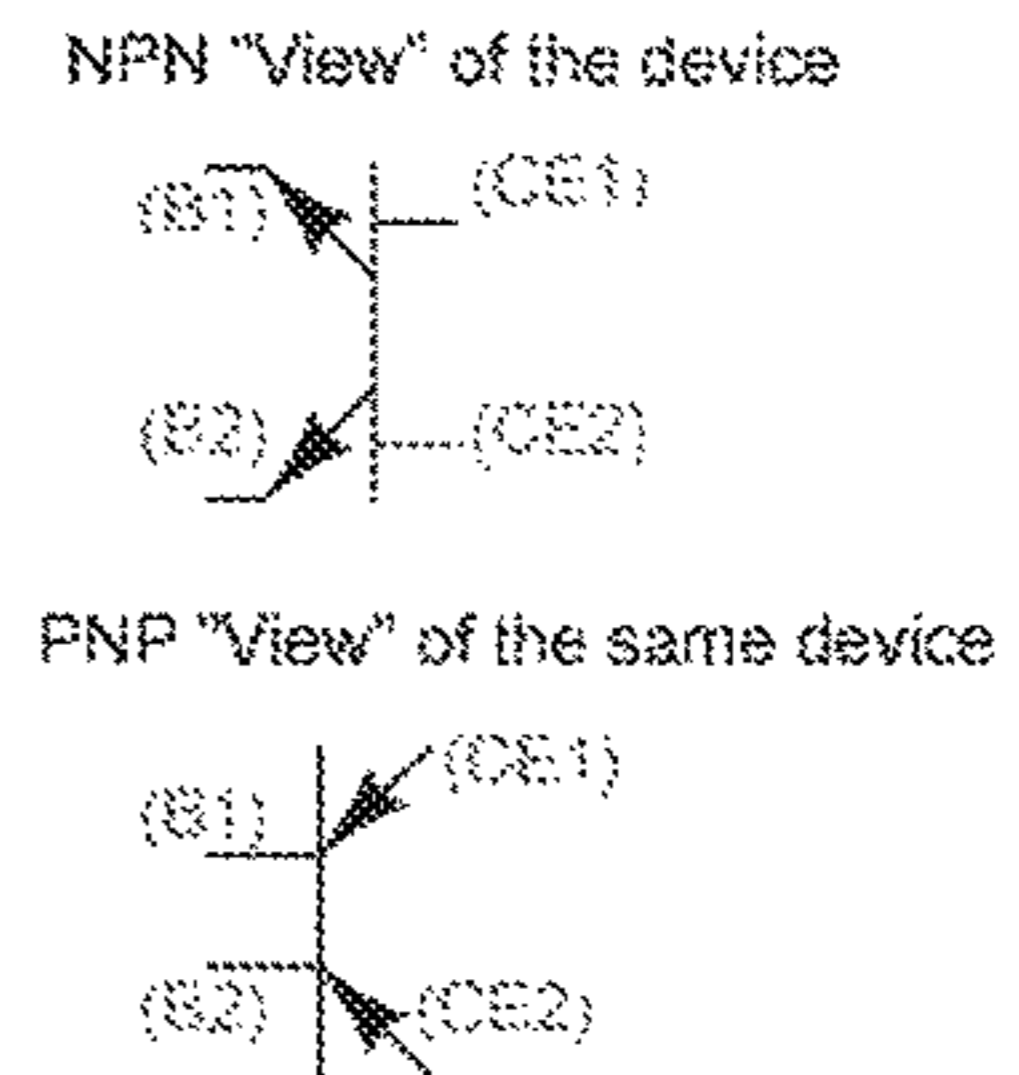 NPN "View" of the device
(B1)
(CE1)
(B2)
(CE2)
PNP "View" of the same device
(CE1)
(B1)
(B2)
(CE2)